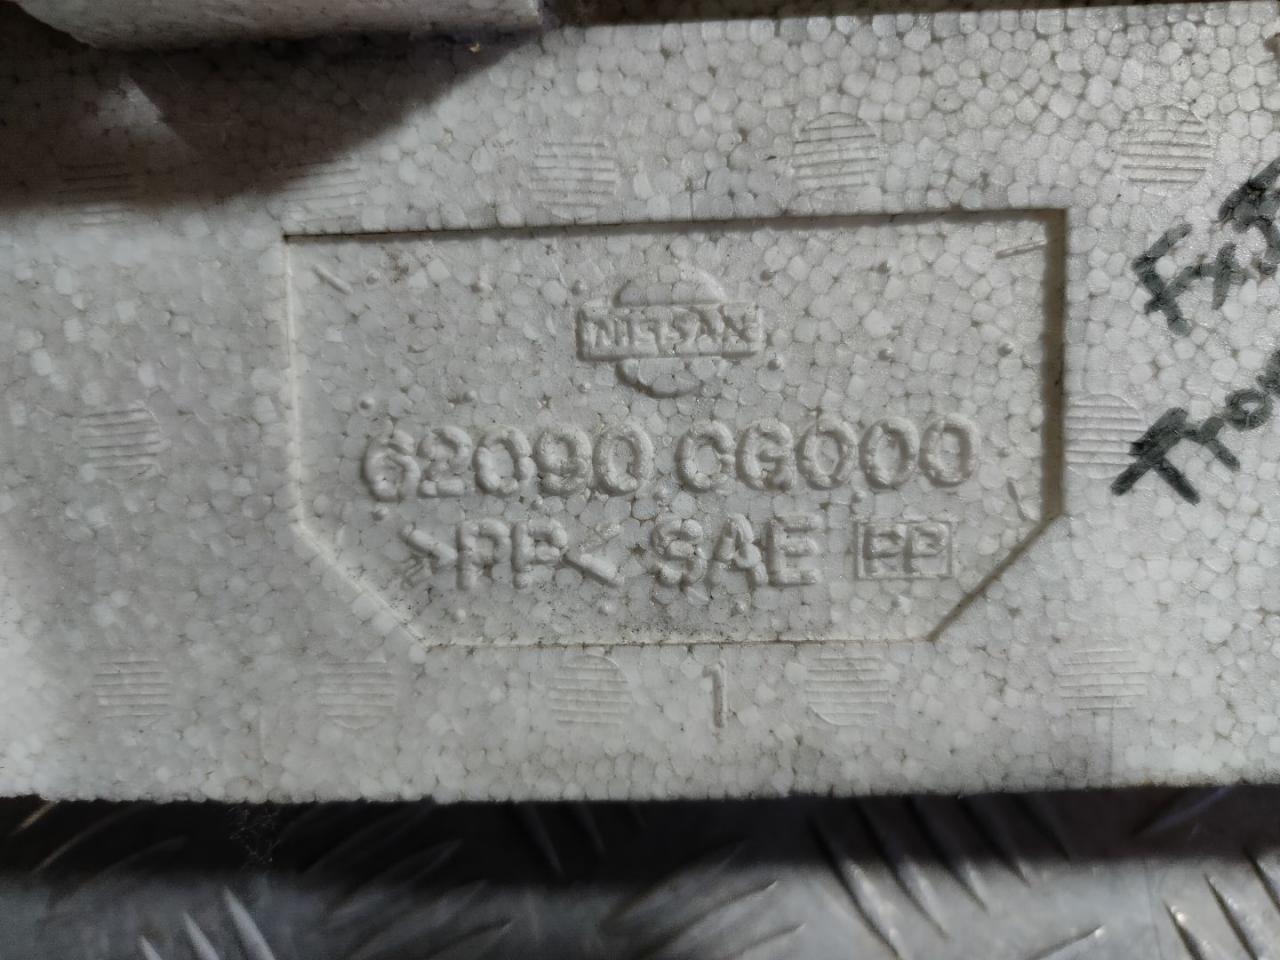 NISSAN
62090 CG000
>PP< SAE PP
1